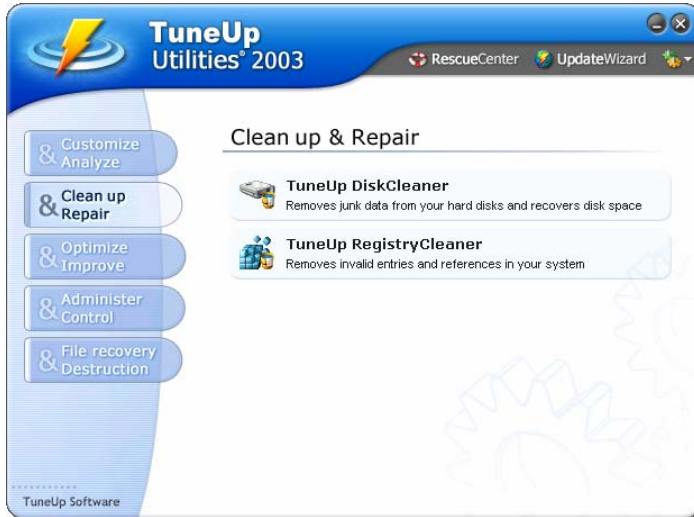 TuneUp
Utilities® 2003
RescueCenter
UpdateWizard
& Customize
Analyze
& Clean up
Repair
& Optimize
Improve
& Administer
Control
& File recovery
Destruction
Clean up & Repair
TuneUp DiskCleaner
Removes junk data from your hard disks and recovers disk space
TuneUp RegistryCleaner
Removes invalid entries and references in your system
TuneUp Software